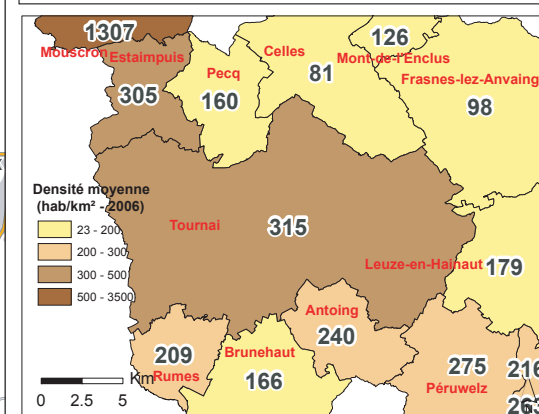 1307
126
Mouscron
Estaimpuis
Celles
Mont-de-l'Enclus
Pecq
81
Frasnes-lez-Anvaing
305
160
98
Densité moyenne
(hab/km² - 2006)
23 - 200
200 - 300
300 - 500
500 - 3500
Tournai
315
Leuze-en-Hainaut
179
Antoing
240
209
Brunehaut
275
216
Rumes
166
Péruwelz
0 2.5 5 Km